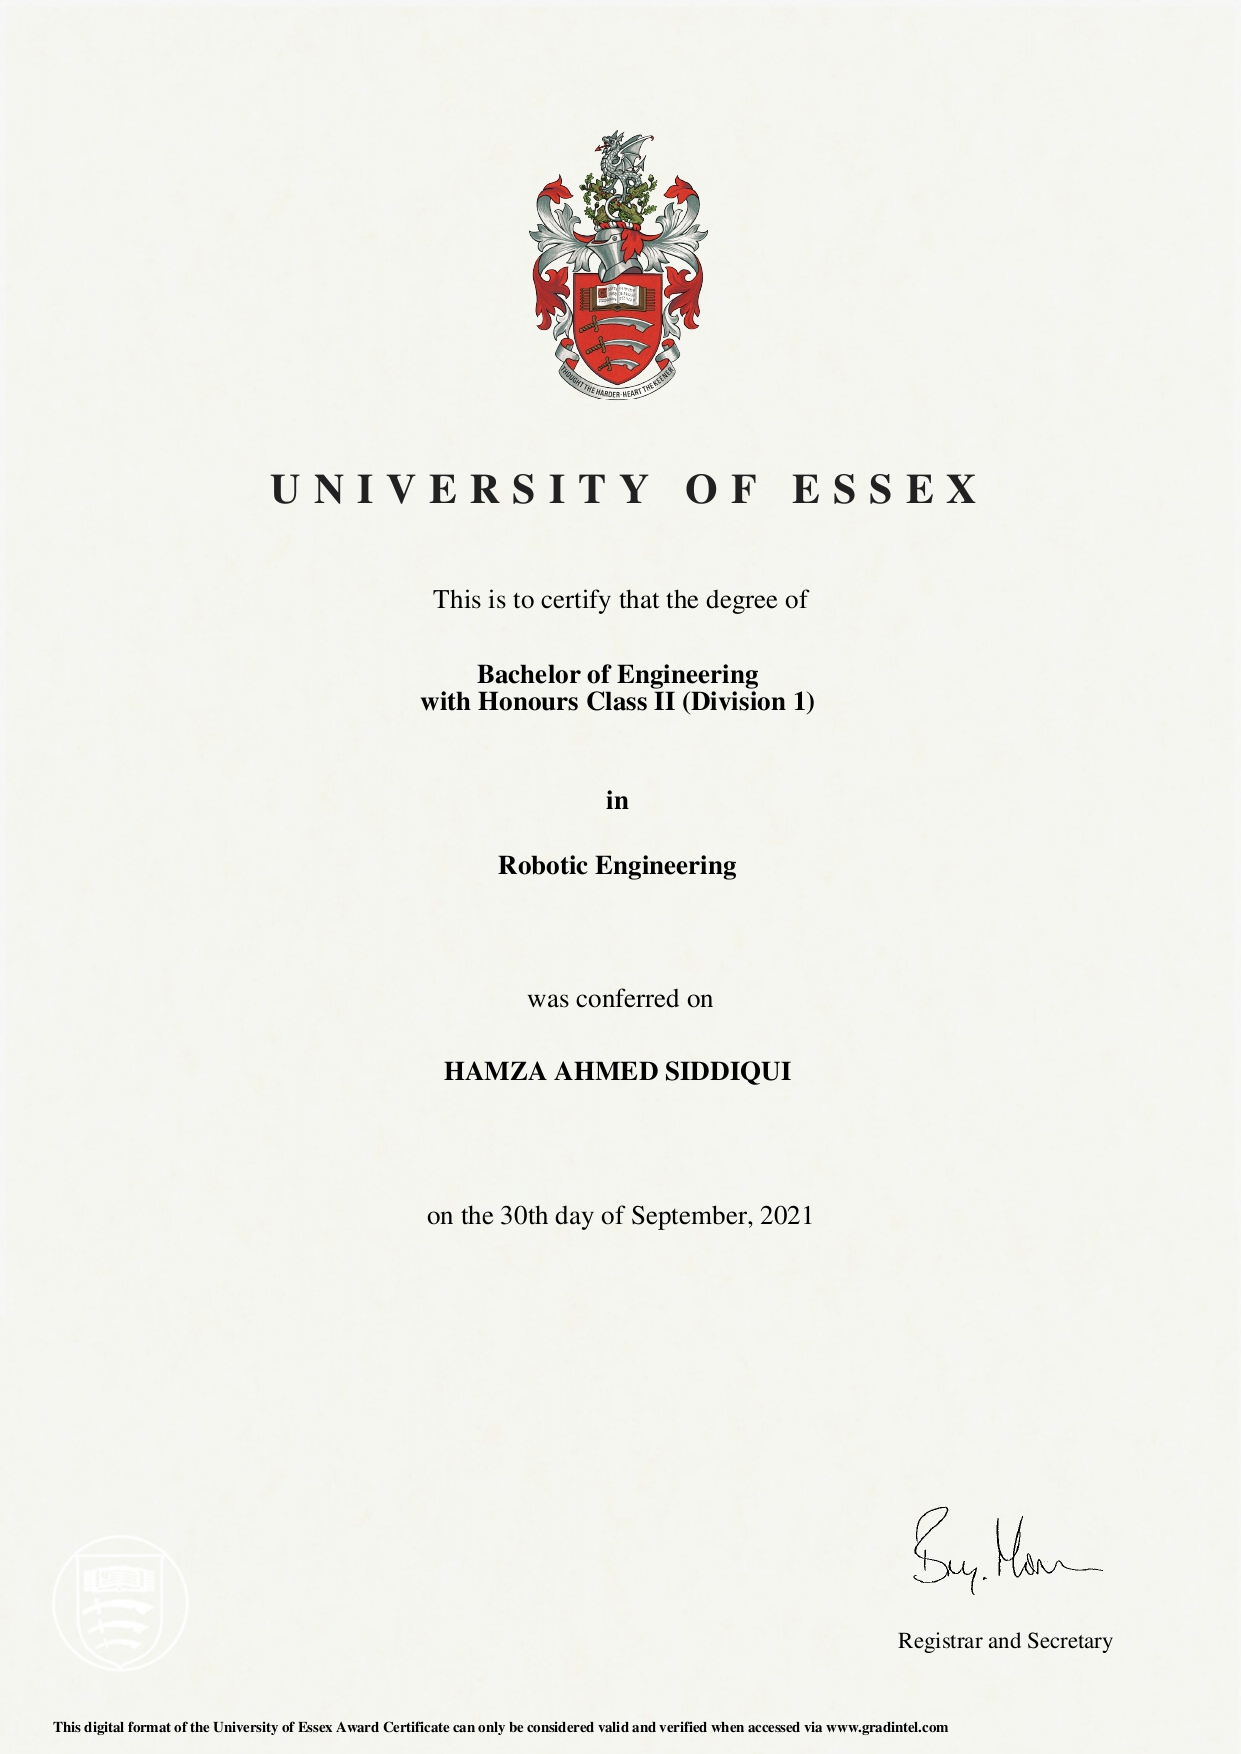 THOUGHT THE HARDER · HEART THE KEENER
UNIVERSITY OF ESSEX
This is to certify that the degree of
Bachelor of Engineering
with Honours Class II (Division 1)
in
Robotic Engineering
was conferred on
HAMZA AHMED SIDDIQUI
on the 30th day of September, 2021
Registrar and Secretary
This digital format of the University of Essex Award Certificate can only be considered valid and verified when accessed via www.gradintel.com